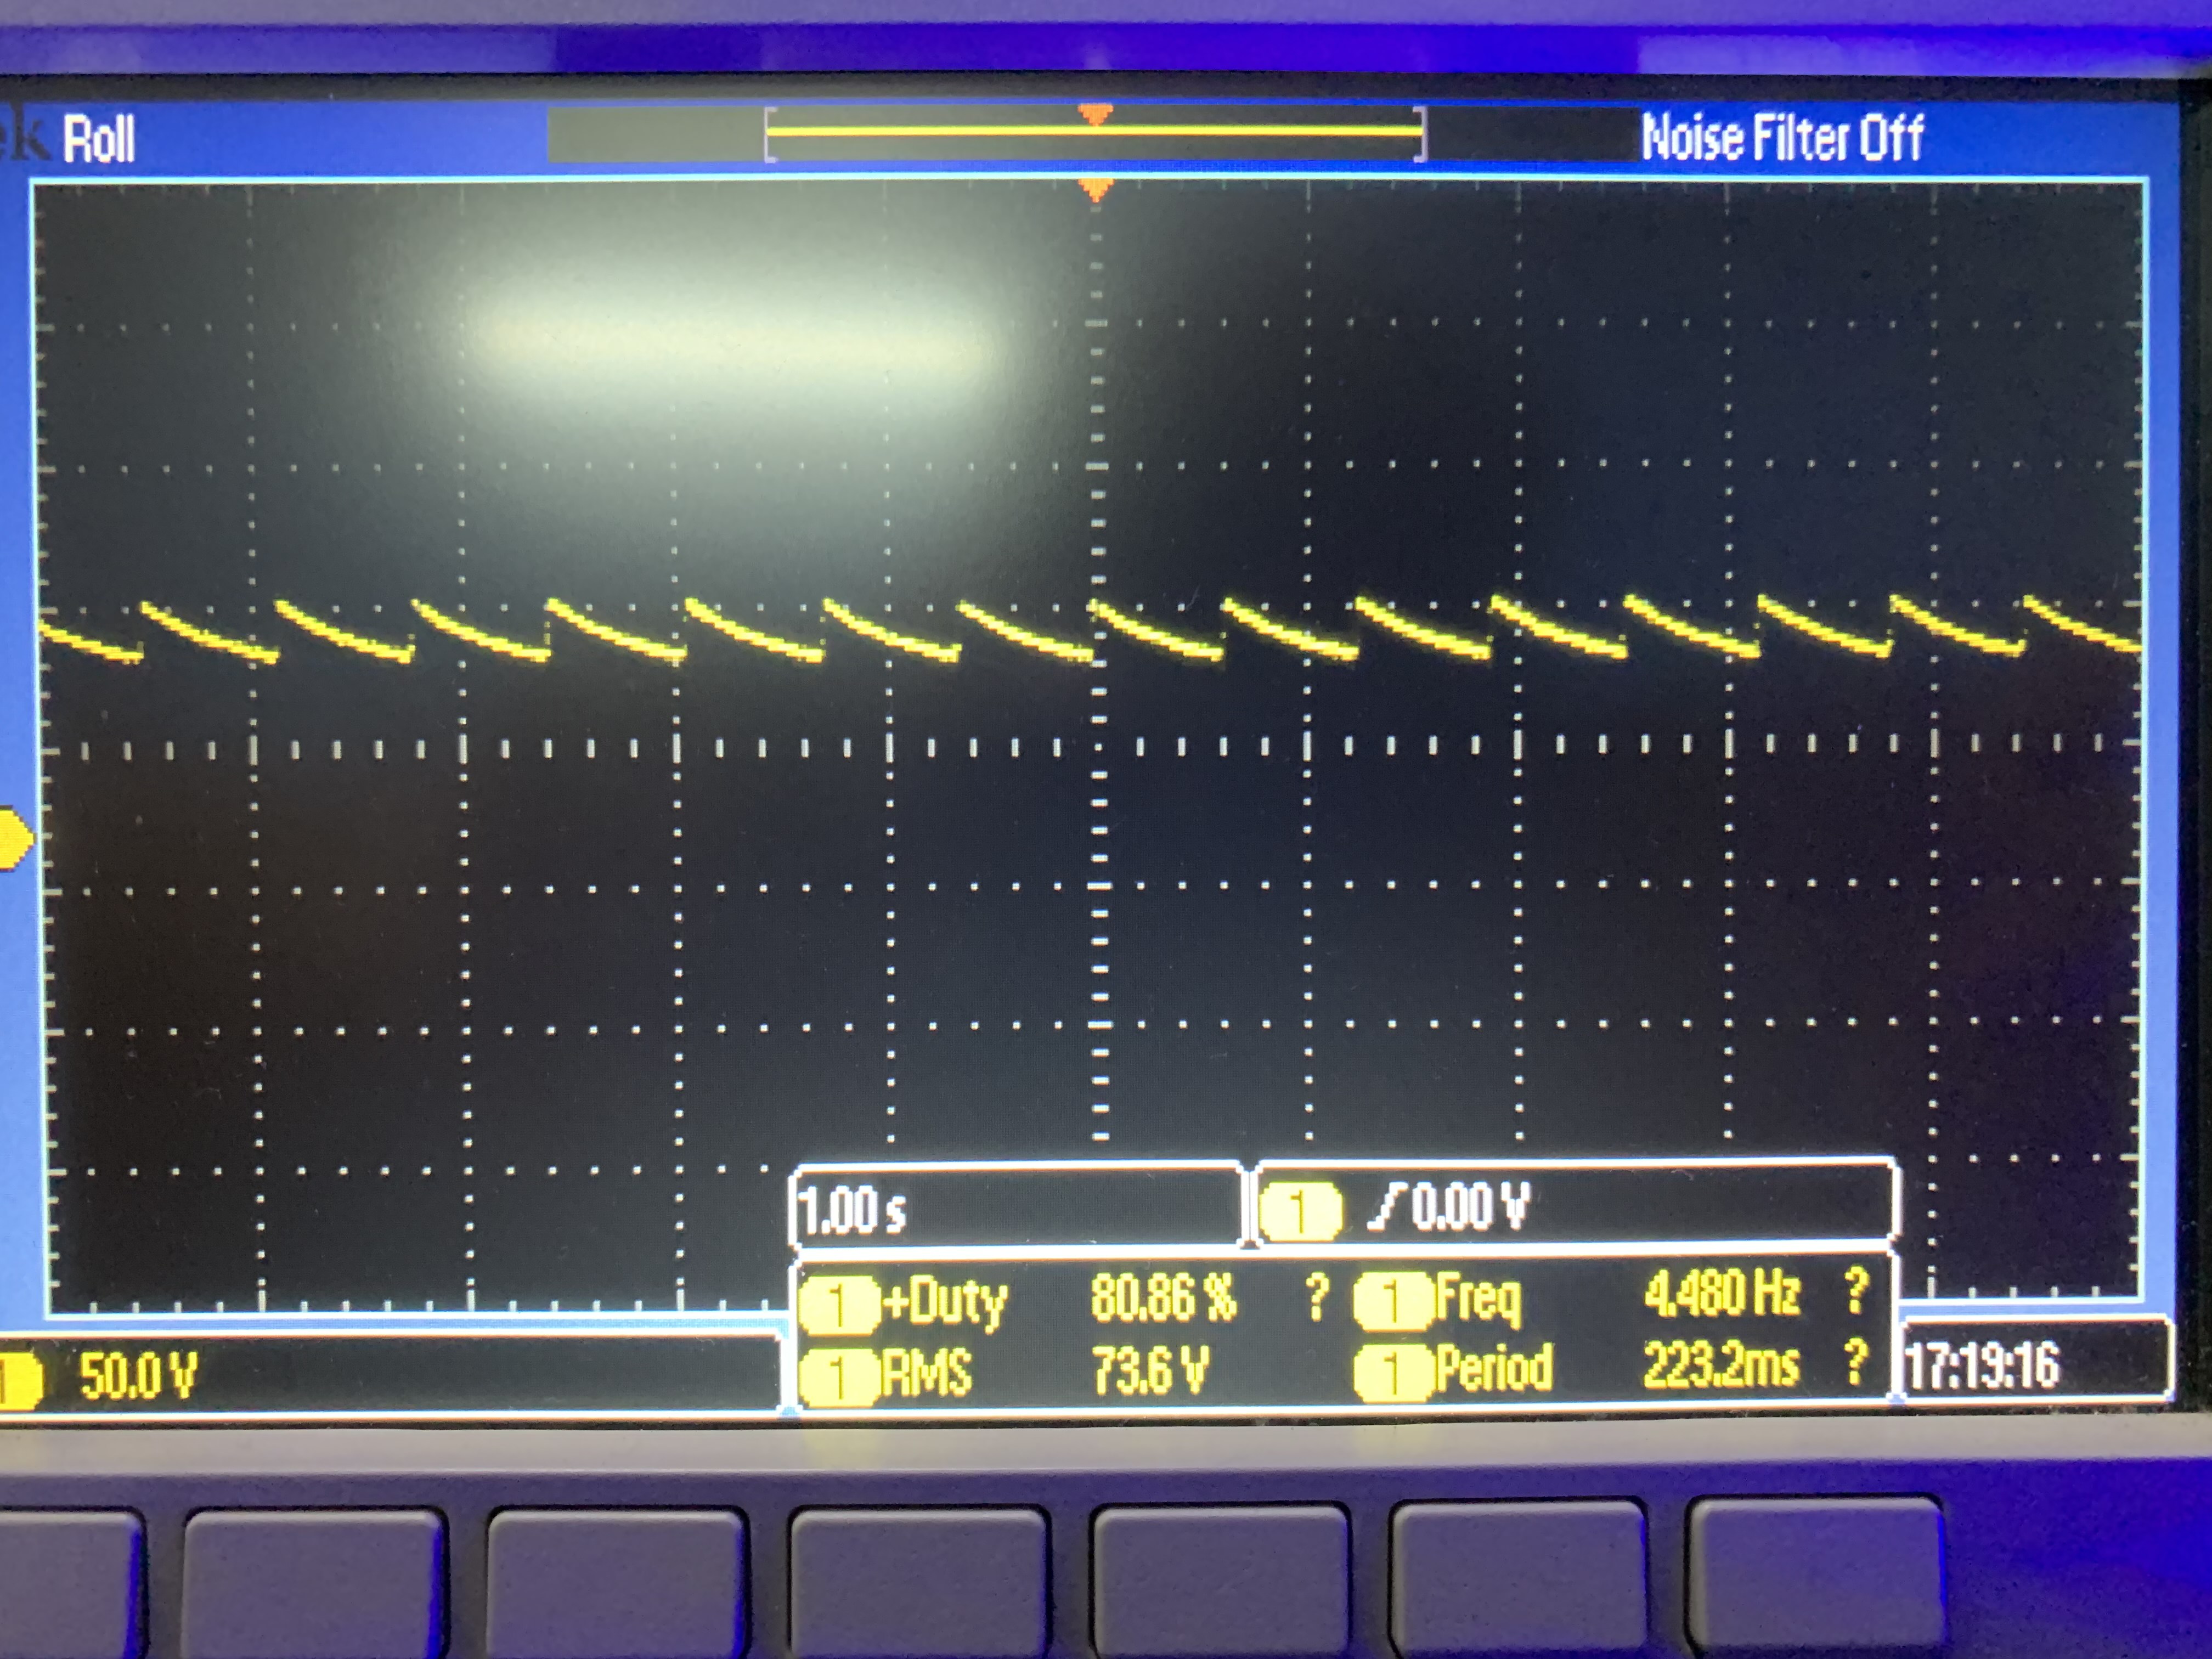 ek Roll
Noise Filter Off
1.00 s
1 0.00 V
1 +Duty 80.86 % ? 1 Freq 4.480 Hz ?
1 RMS 73.6 V 1 Period 223.2ms ?
1 50.0 V
17:19:16